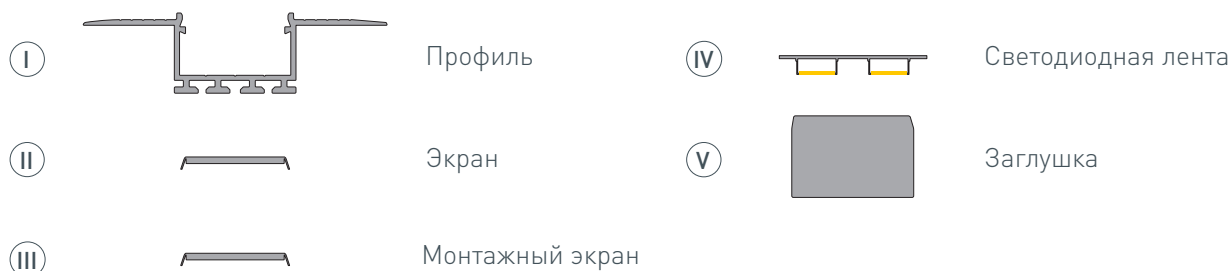 I Профиль
II Экран
III Монтажный экран
IV Светодиодная лента
V Заглушка